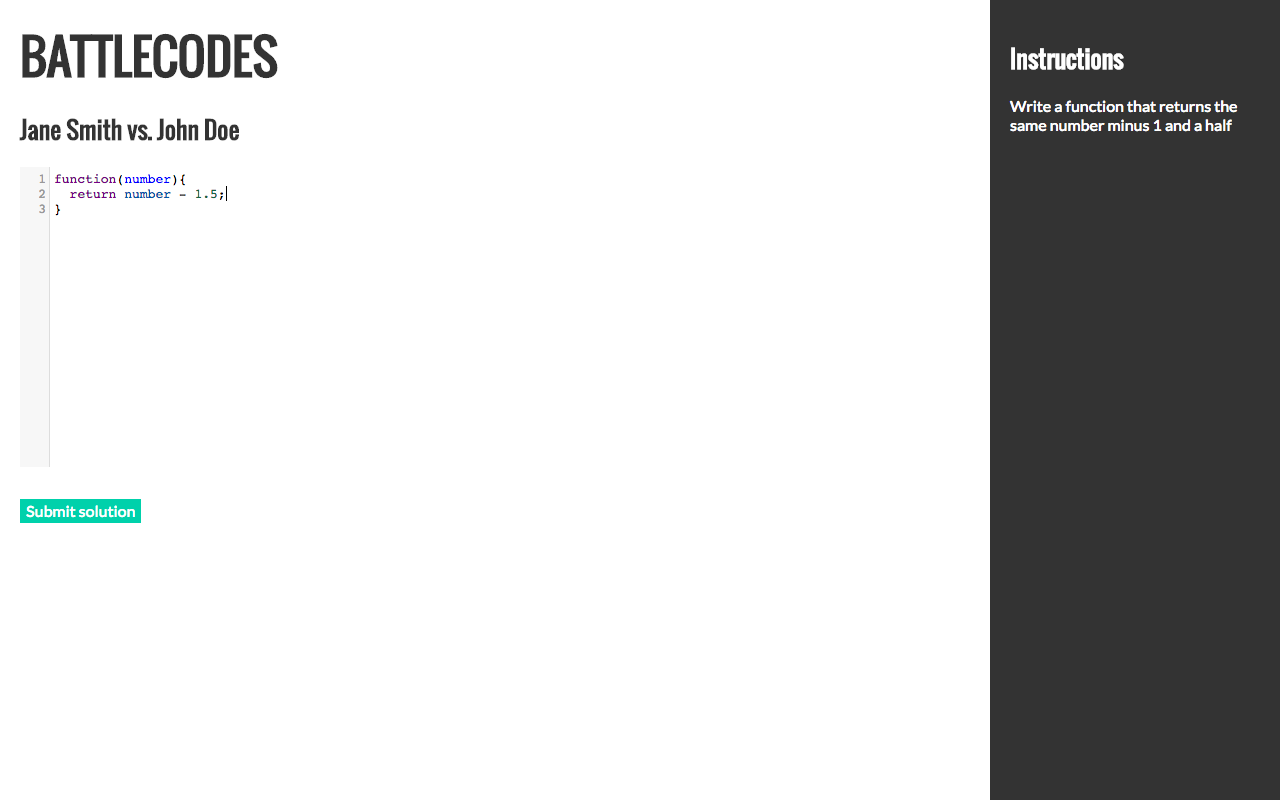 BATTLECODES
Jane Smith vs. John Doe
1 function(number){
2   return number - 1.5;
3 }
Submit solution
Instructions
Write a function that returns the
same number minus 1 and a half